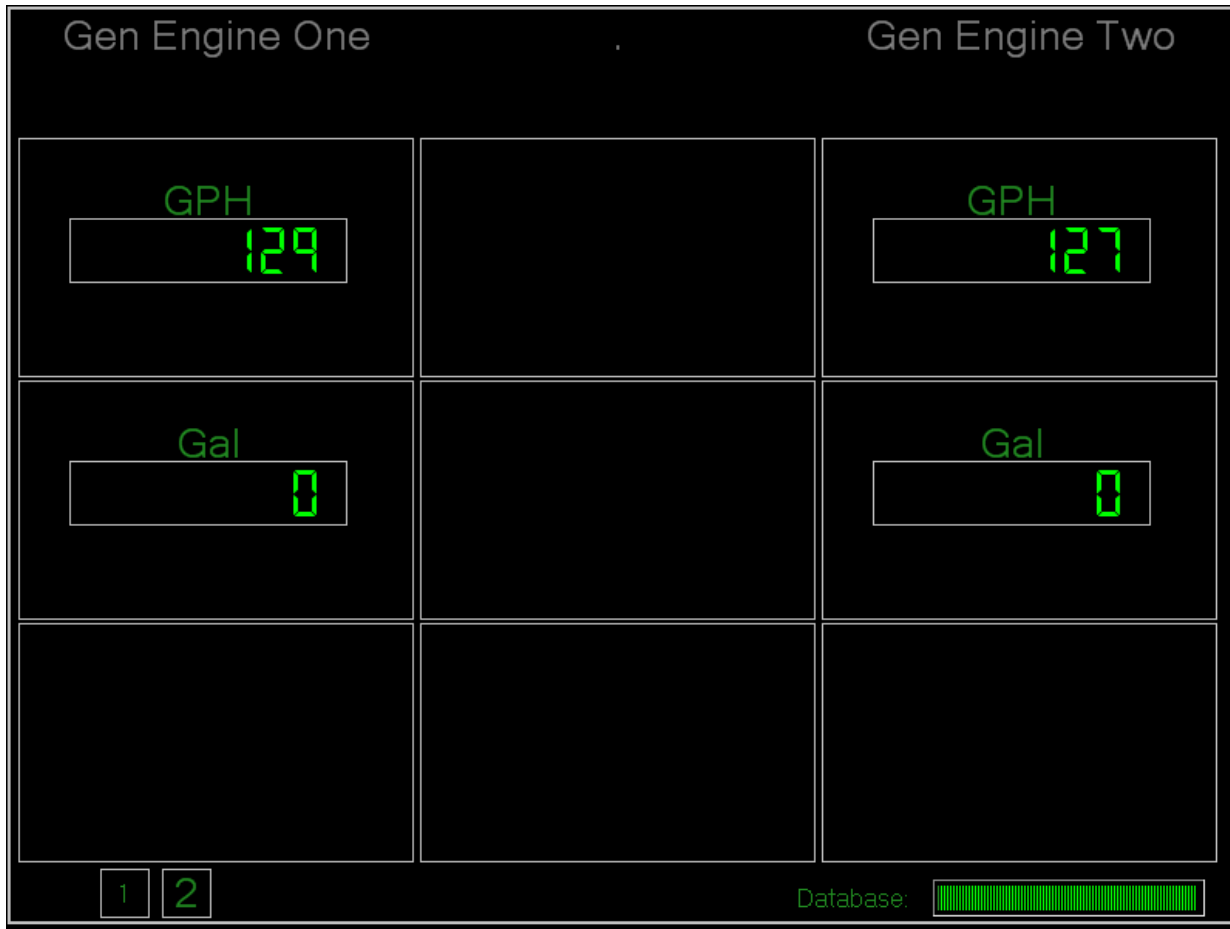 Gen Engine One . Gen Engine Two
GPH GPH
129 127
Gal Gal
0 0
1 2 Database: